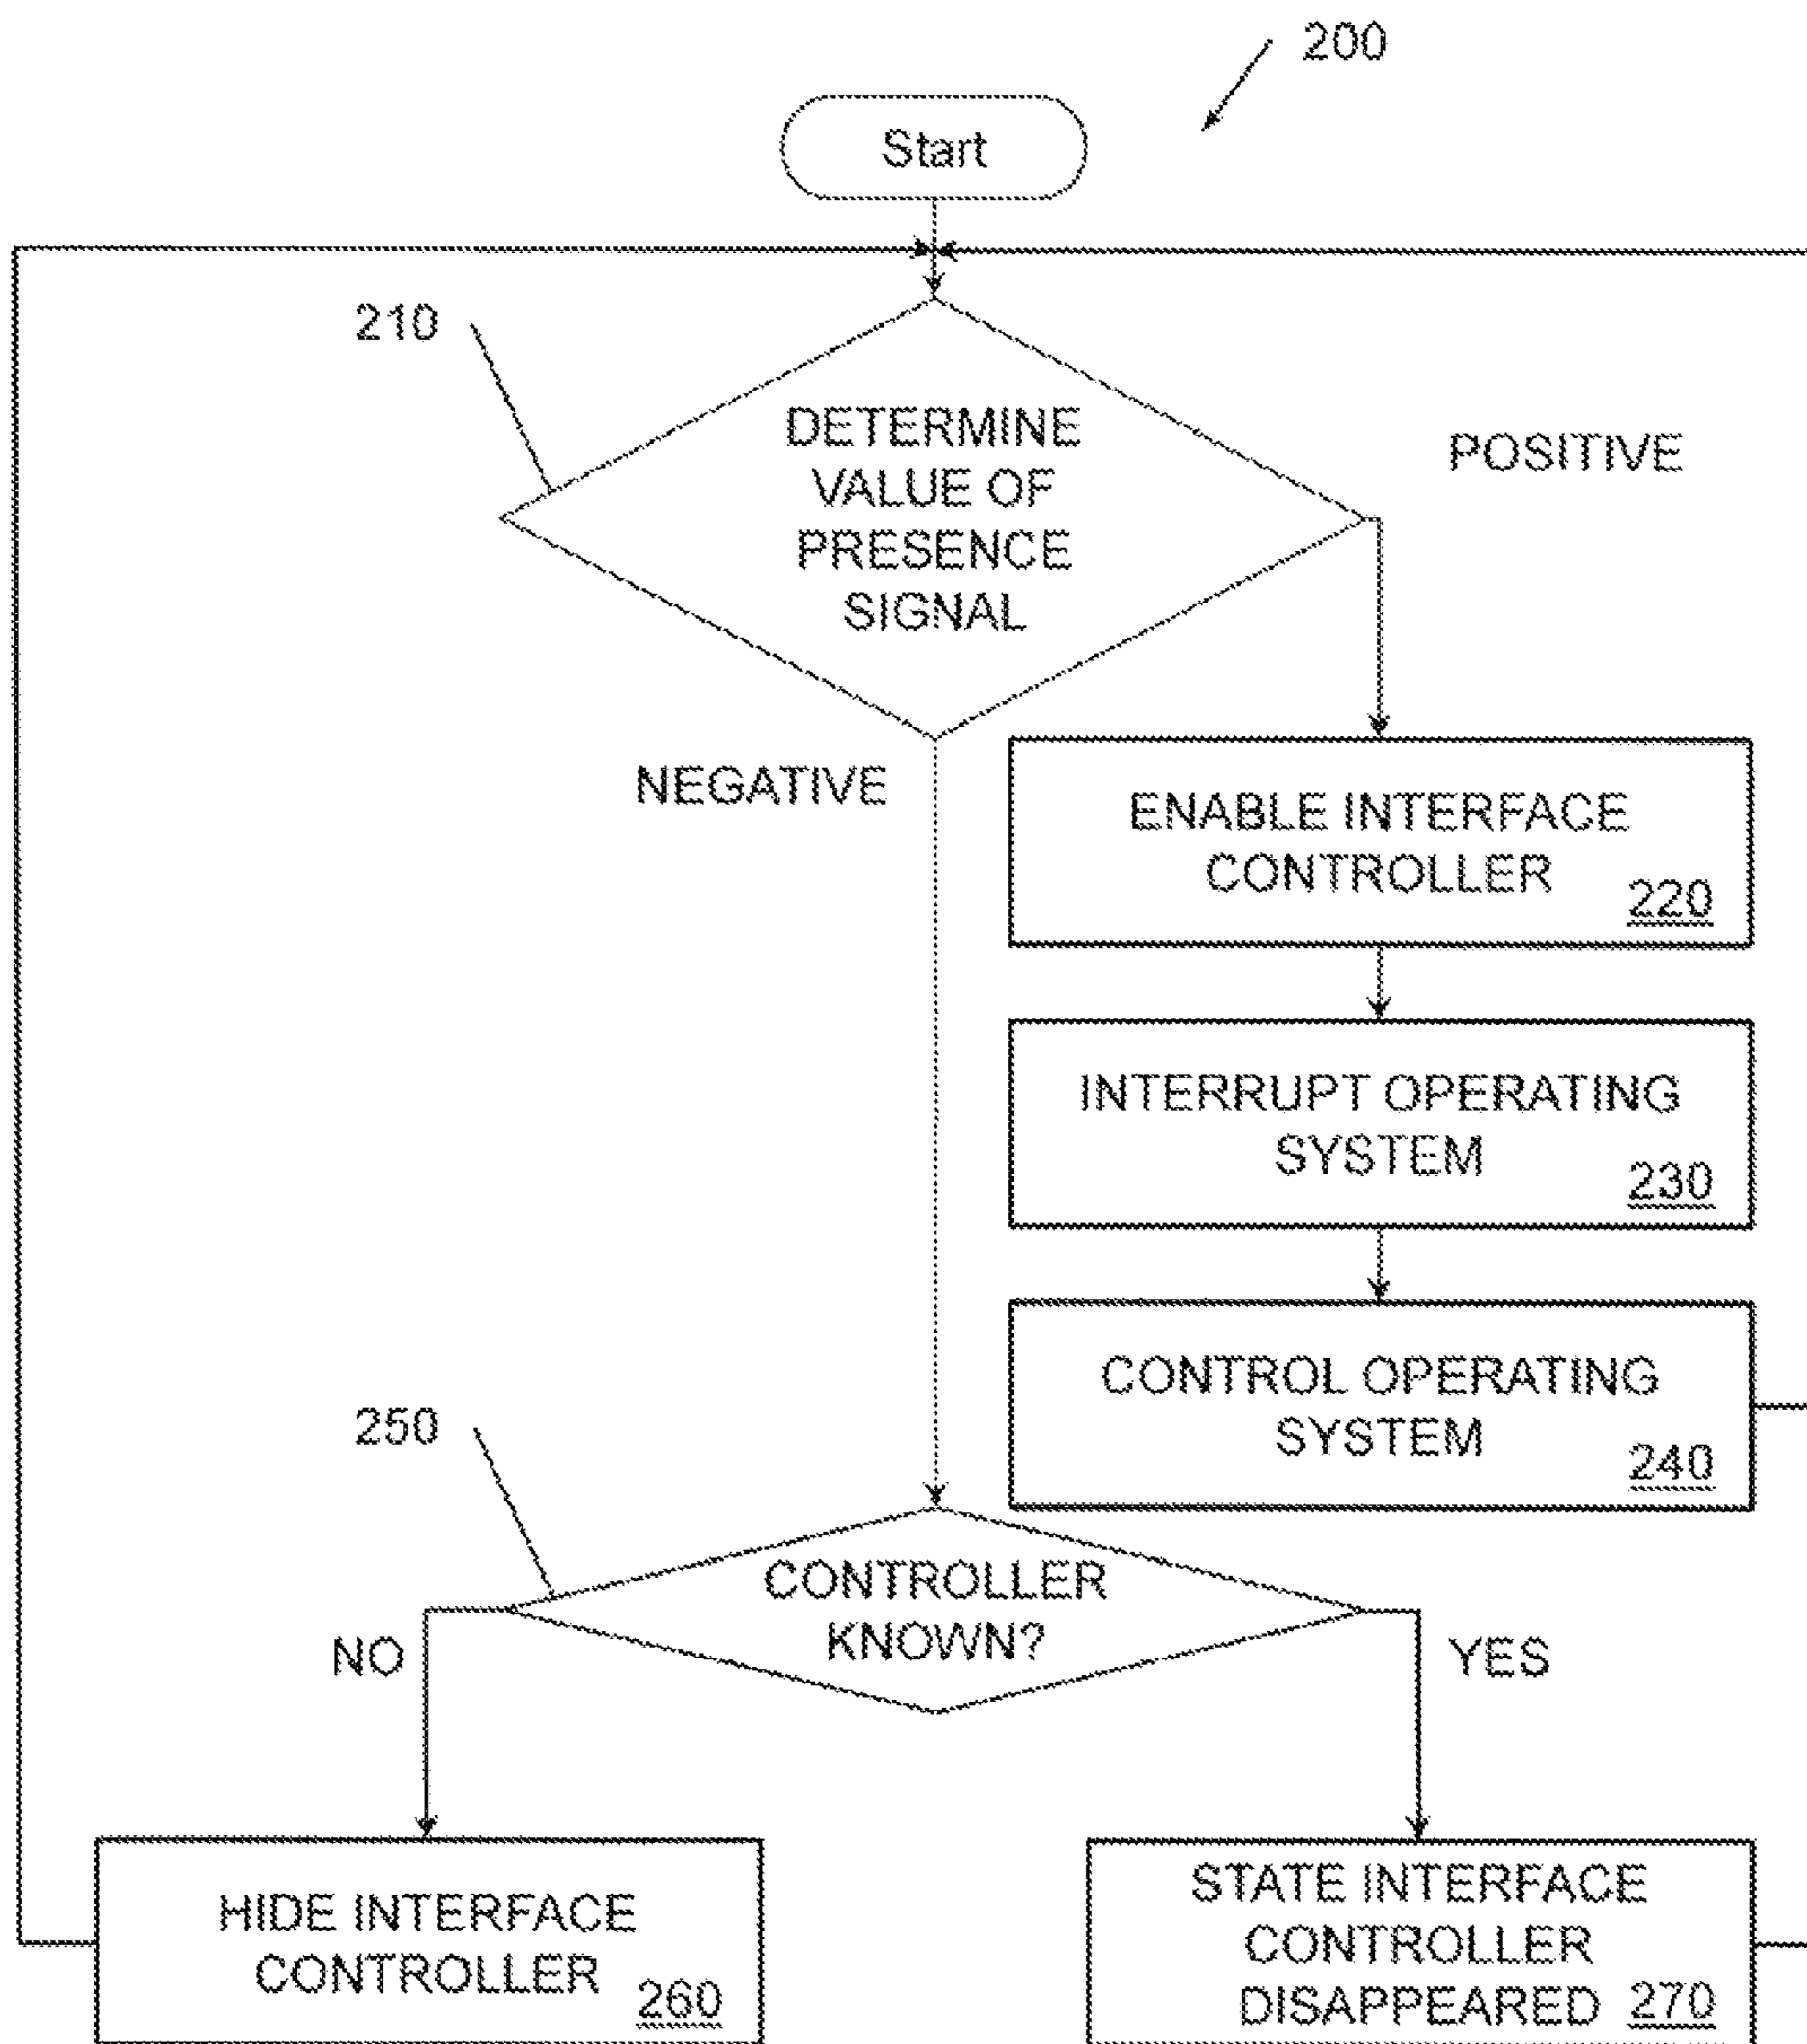 200
Start
210
DETERMINE
VALUE OF
PRESENCE
SIGNAL
POSITIVE
NEGATIVE
ENABLE INTERFACE
CONTROLLER
220
INTERRUPT OPERATING
SYSTEM
230
CONTROL OPERATING
SYSTEM
240
250
CONTROLLER
KNOWN?
NO
YES
HIDE INTERFACE
CONTROLLER
260
STATE INTERFACE
CONTROLLER
DISAPPEARED 270